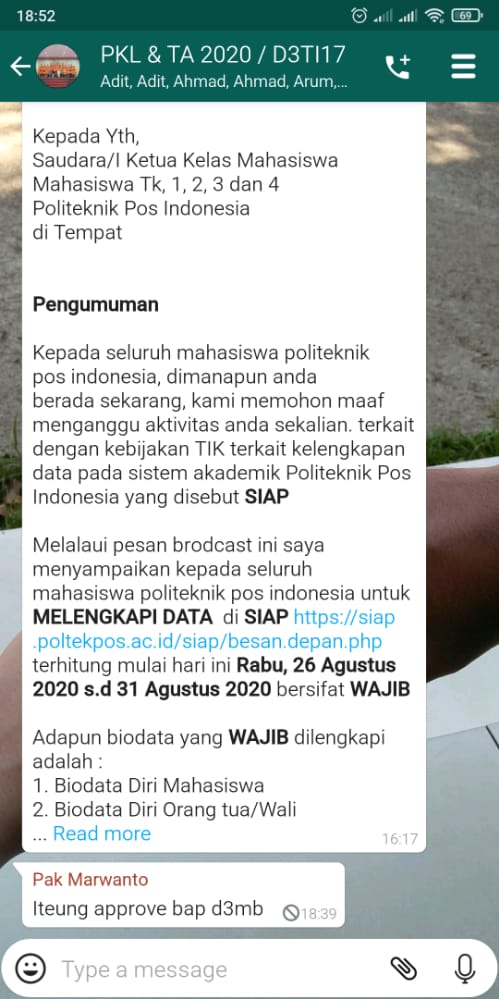 18:52
69
PKL & TA 2020 / D3TI17
Adit, Adit, Ahmad, Ahmad, Arum,...
Kepada Yth,
Saudara/I Ketua Kelas Mahasiswa
Mahasiswa Tk, 1, 2, 3 dan 4
Politeknik Pos Indonesia
di Tempat
Pengumuman
Kepada seluruh mahasiswa politeknik
pos indonesia, dimanapun anda
berada sekarang, kami memohon maaf
menganggu aktivitas anda sekalian. terkait
dengan kebijakan TIK terkait kelengkapan
data pada sistem akademik Politeknik Pos
Indonesia yang disebut SIAP
Melalaui pesan brodcast ini saya
menyampaikan kepada seluruh
mahasiswa politeknik pos indonesia untuk
MELENGKAPI DATA di SIAP https://siap
.poltekpos.ac.id/siap/besan.depan.php
terhitung mulai hari ini Rabu, 26 Agustus
2020 s.d 31 Agustus 2020 bersifat WAJIB
Adapun biodata yang WAJIB dilengkapi
adalah :
1. Biodata Diri Mahasiswa
2. Biodata Diri Orang tua/Wali
... Read more
16:17
Pak Marwanto
Iteung approve bap d3mb
18:39
Type a message